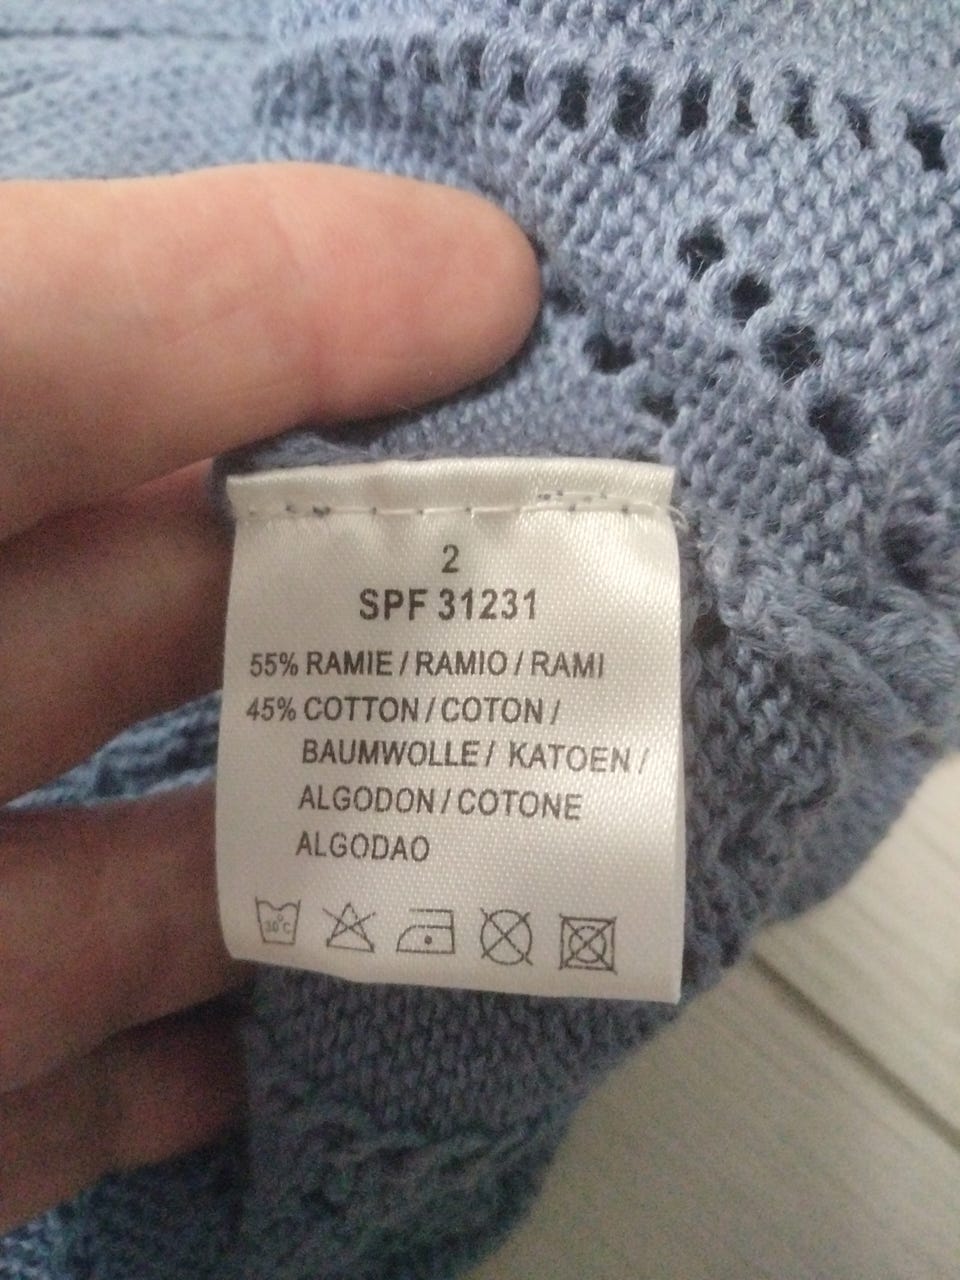 2
SPF 31231
55% RAMIE / RAMIO / RAMI
45% COTTON / COTON /
BAUMWOLLE / KATOEN /
ALGODON / COTONE
ALGODAO
30°C